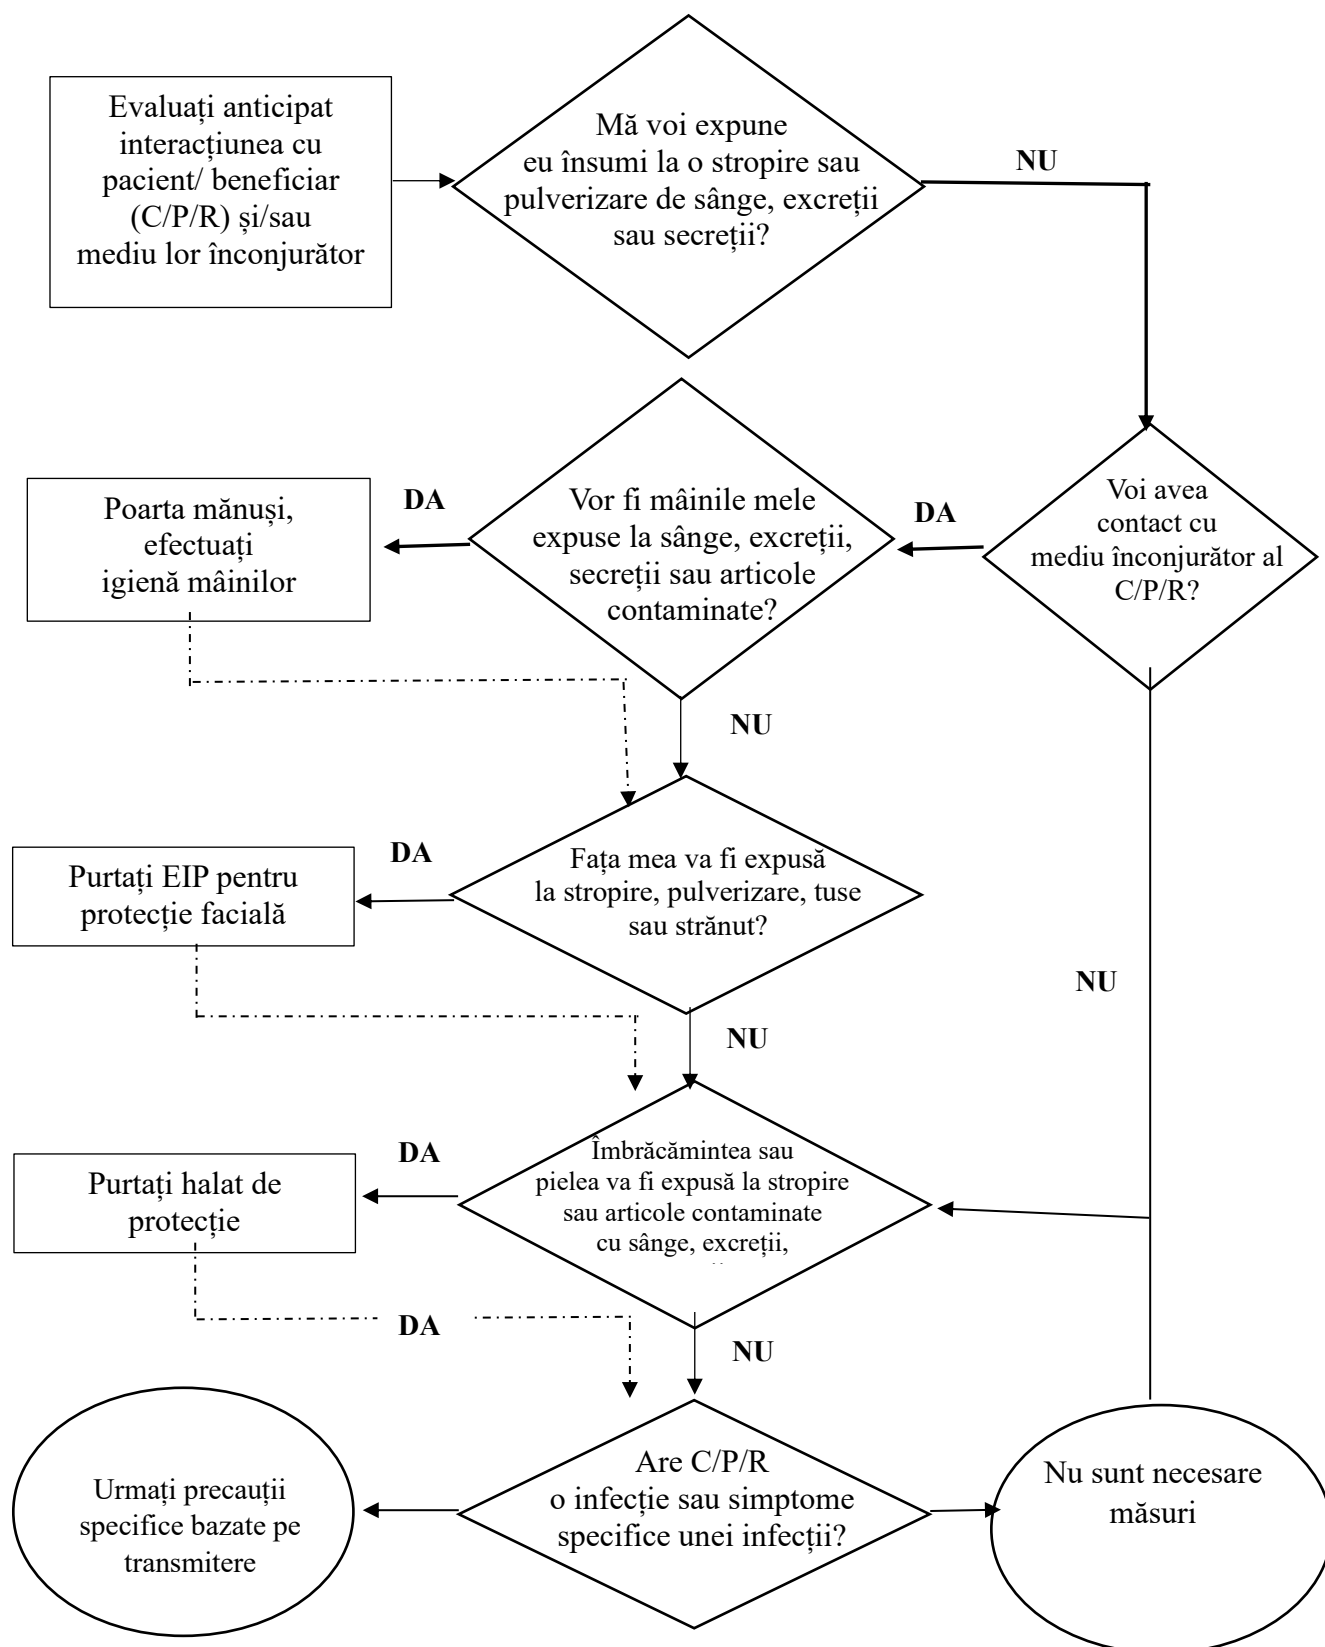 Evaluați anticipat
interacțiunea cu
pacient/ beneficiar
(C/P/R) și/sau
mediu lor înconjurător
Mă voi expune
eu însumi la o stropire sau
pulverizare de sânge, excreții
sau secreții?
NU
Poarta mănuși,
efectuați
igienă mâinilor
DA
Vor fi mâinile mele
expuse la sânge, excreții,
secreții sau articole
contaminate?
DA
Voi avea
contact cu
mediu înconjurător al
C/P/R?
NU
Purtați EIP pentru
protecție facială
DA
Fața mea va fi expusă
la stropire, pulverizare, tuse
sau strănut?
NU
NU
Purtați halat de
protecție
DA
Îmbrăcămintea sau
pielea va fi expusă la stropire
sau articole contaminate
cu sânge, excreții,
DA
NU
Urmați precauții
specifice bazate pe
transmitere
Are C/P/R
o infecție sau simptome
specifice unei infecții?
Nu sunt necesare
măsuri